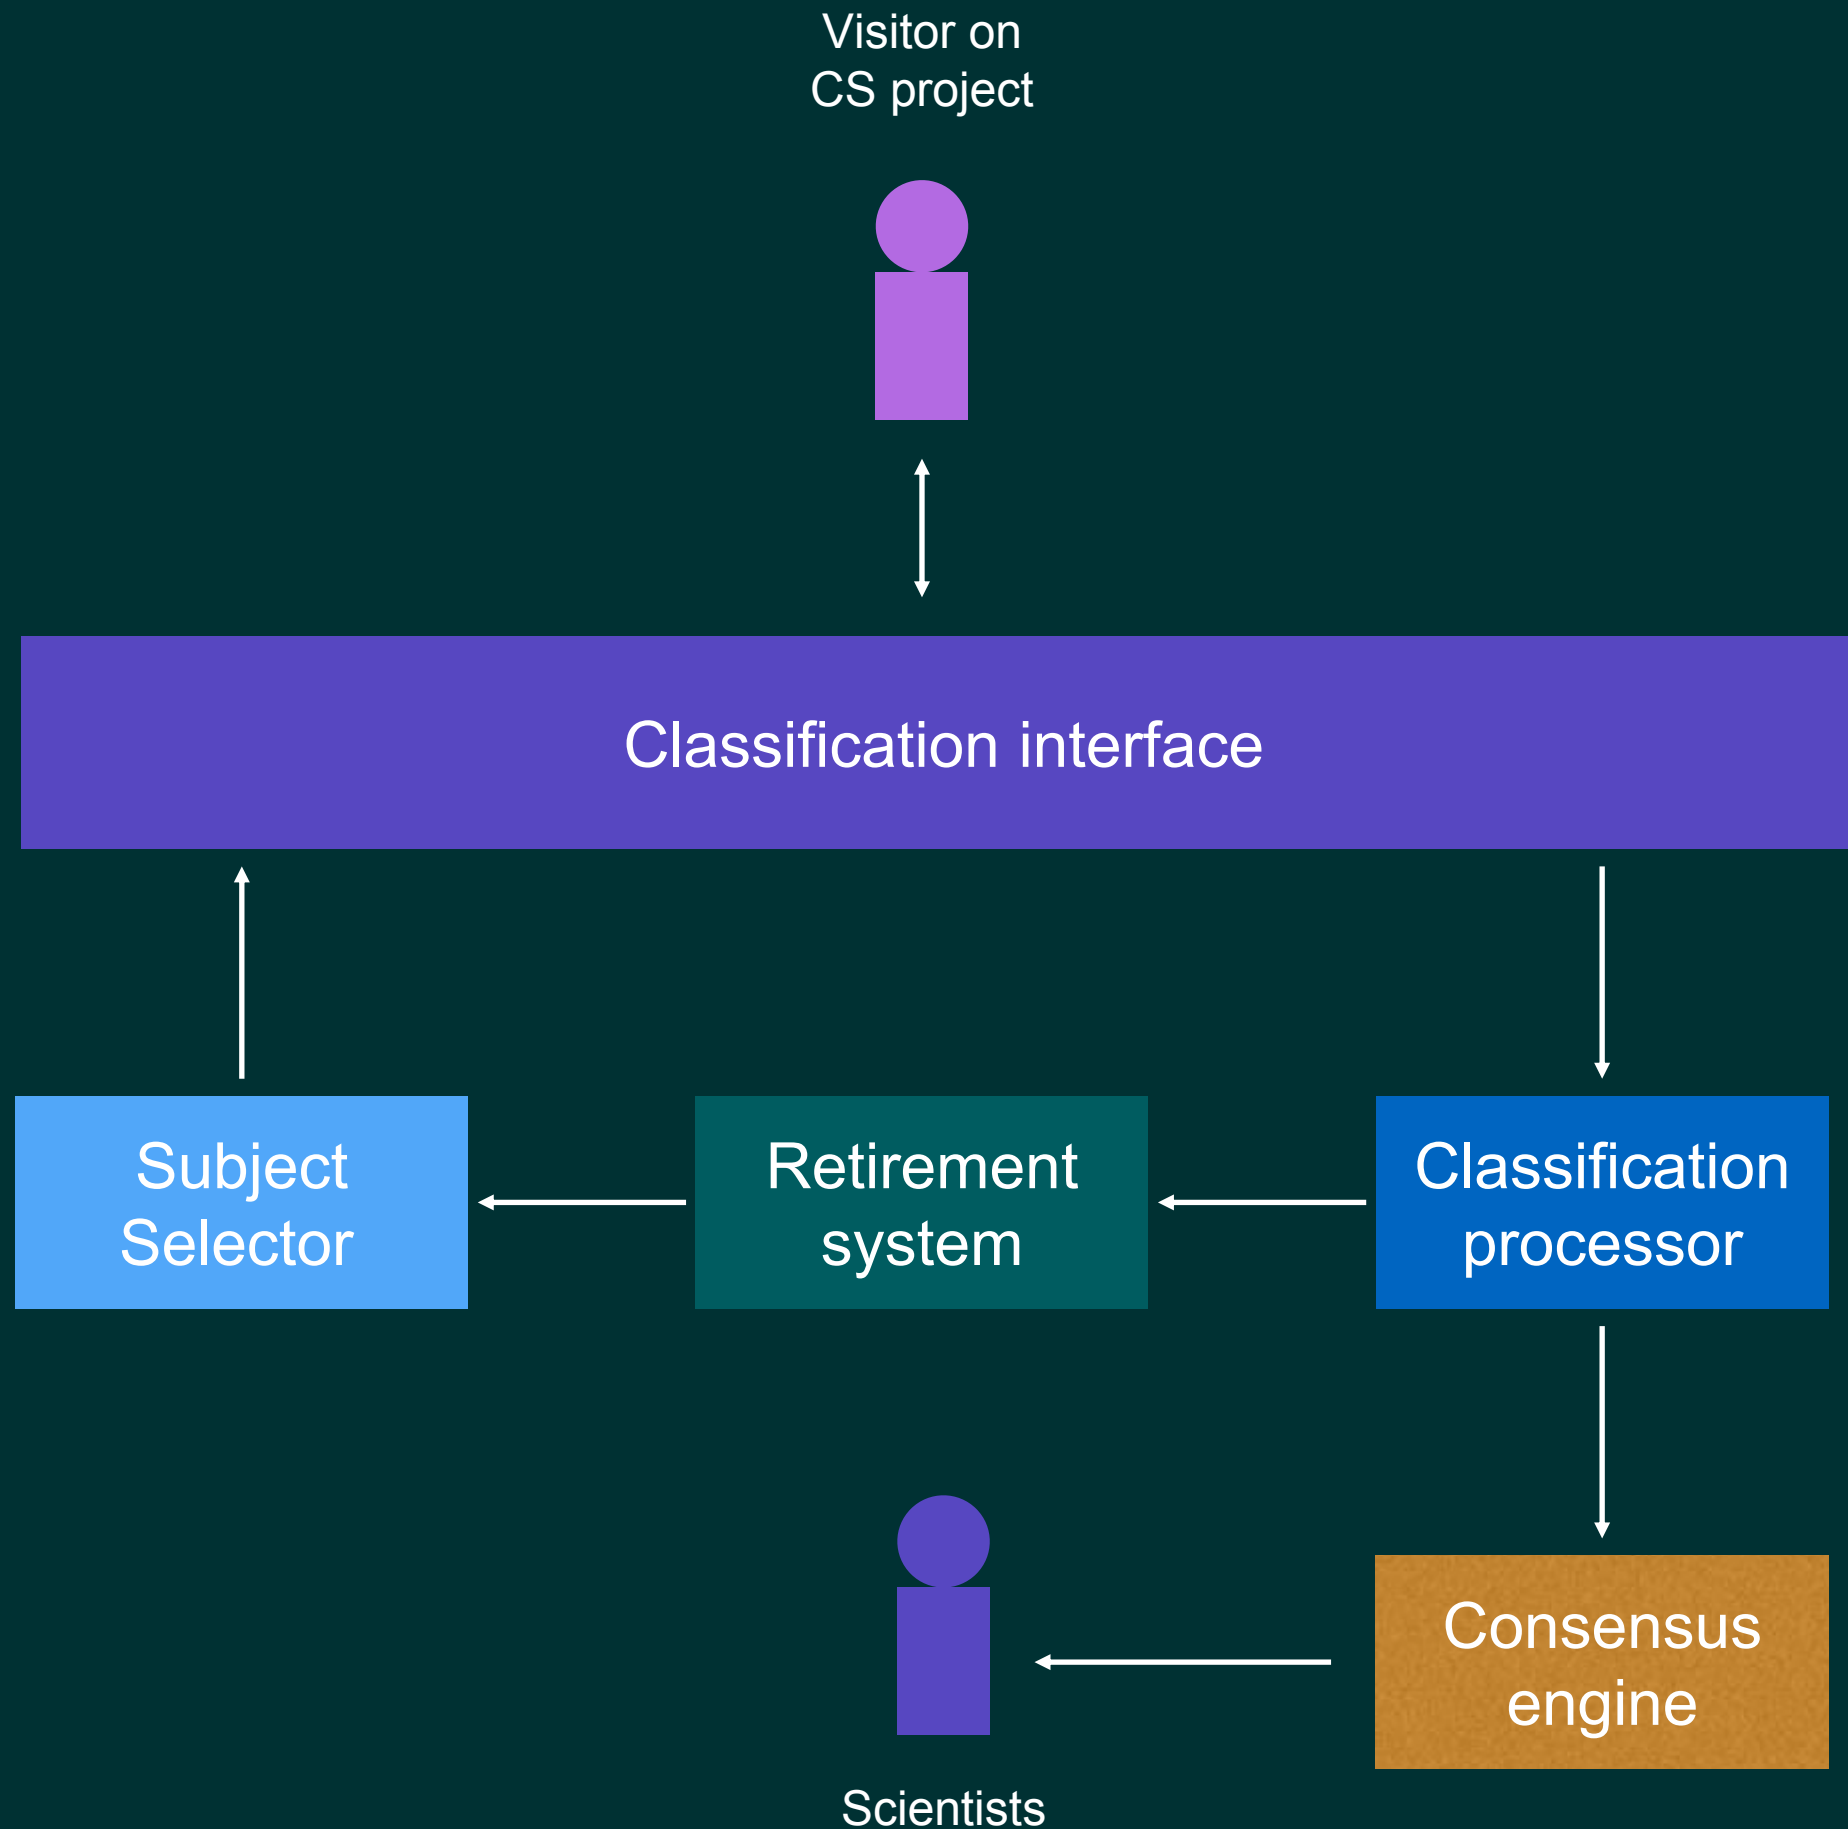 Visitor on
CS project
Classification interface
Subject
Selector
Retirement
system
Classification
processor
Consensus
engine
Scientists